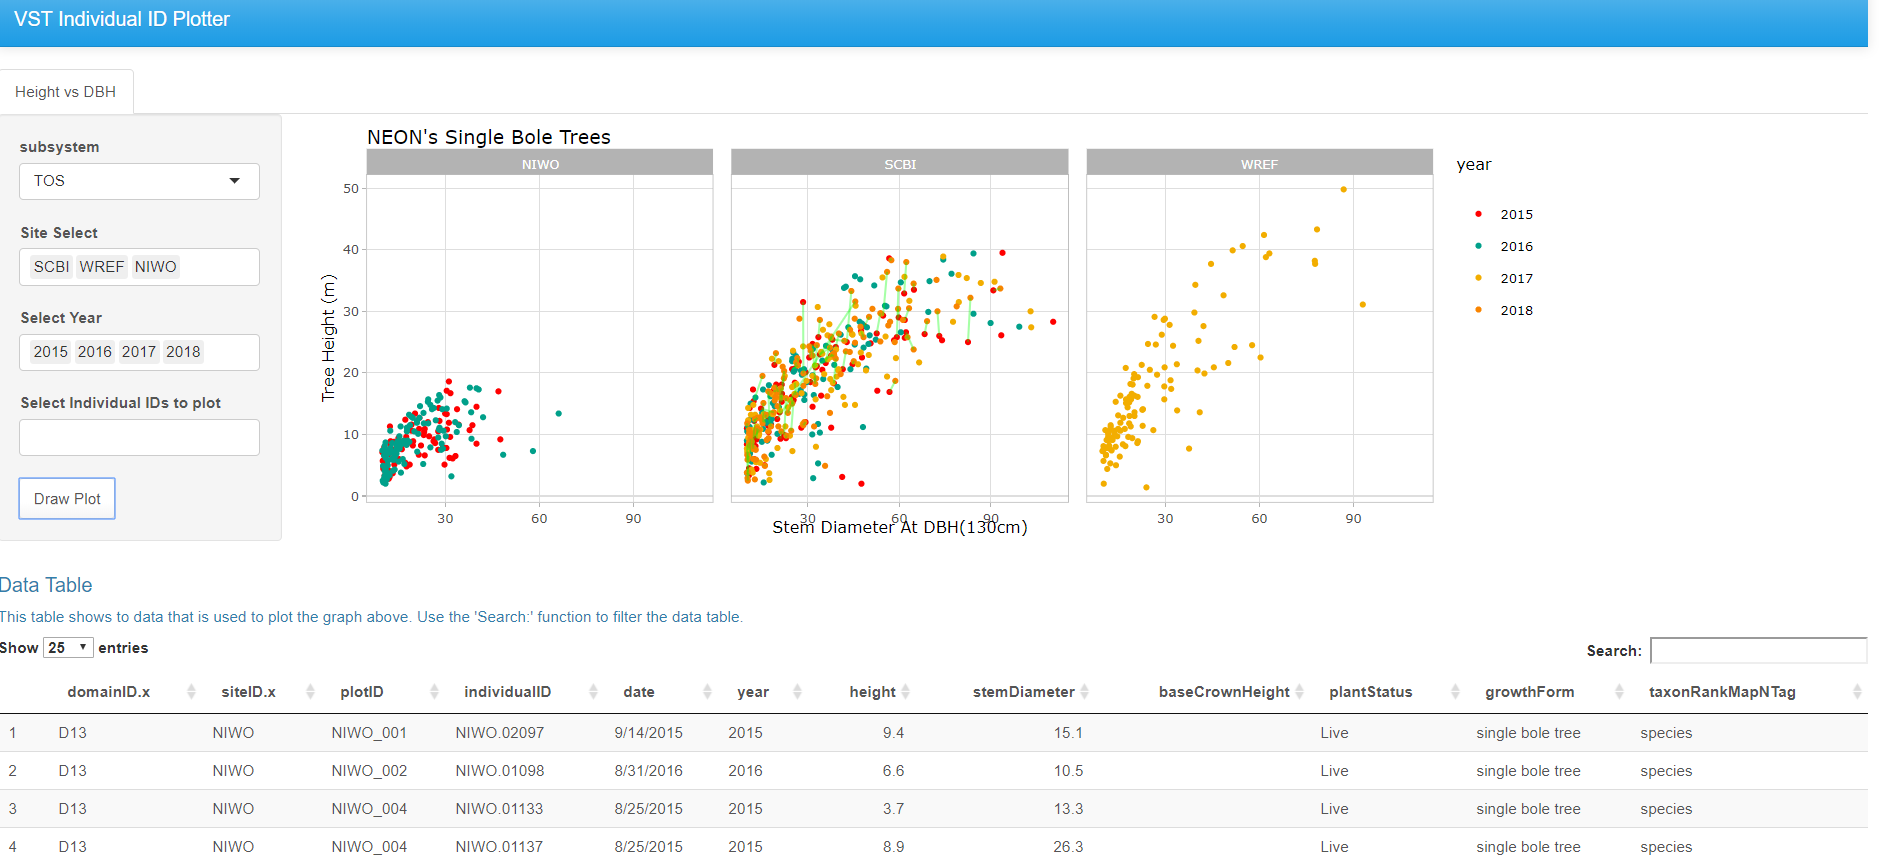 VST Individual ID Plotter
Height vs DBH
subsystem
TOS
Site Select
SCBI WREF NIWO
Select Year
2015 2016 2017 2018
Select Individual IDs to plot
Draw Plot
NEON's Single Bole Trees
NIWO SCBI WREF
Tree Height (m)
50
40
30
20
10
0
30 60 90 30 60 90 30 60 90
Stem Diameter At DBH(130cm)
year
2015
2016
2017
2018
Data Table
This table shows to data that is used to plot the graph above. Use the 'Search:' function to filter the data table.
Show 25 entries Search:
domainID.x siteID.x plotID individualID date year height stemDiameter baseCrownHeight plantStatus growthForm taxonRankMapNTag
1 D13 NIWO NIWO_001 NIWO.02097 9/14/2015 2015 9.4 15.1 Live single bole tree species
2 D13 NIWO NIWO_002 NIWO.01098 8/31/2016 2016 6.6 10.5 Live single bole tree species
3 D13 NIWO NIWO_004 NIWO.01133 8/25/2015 2015 3.7 13.3 Live single bole tree species
4 D13 NIWO NIWO_004 NIWO.01137 8/25/2015 2015 8.9 26.3 Live single bole tree species